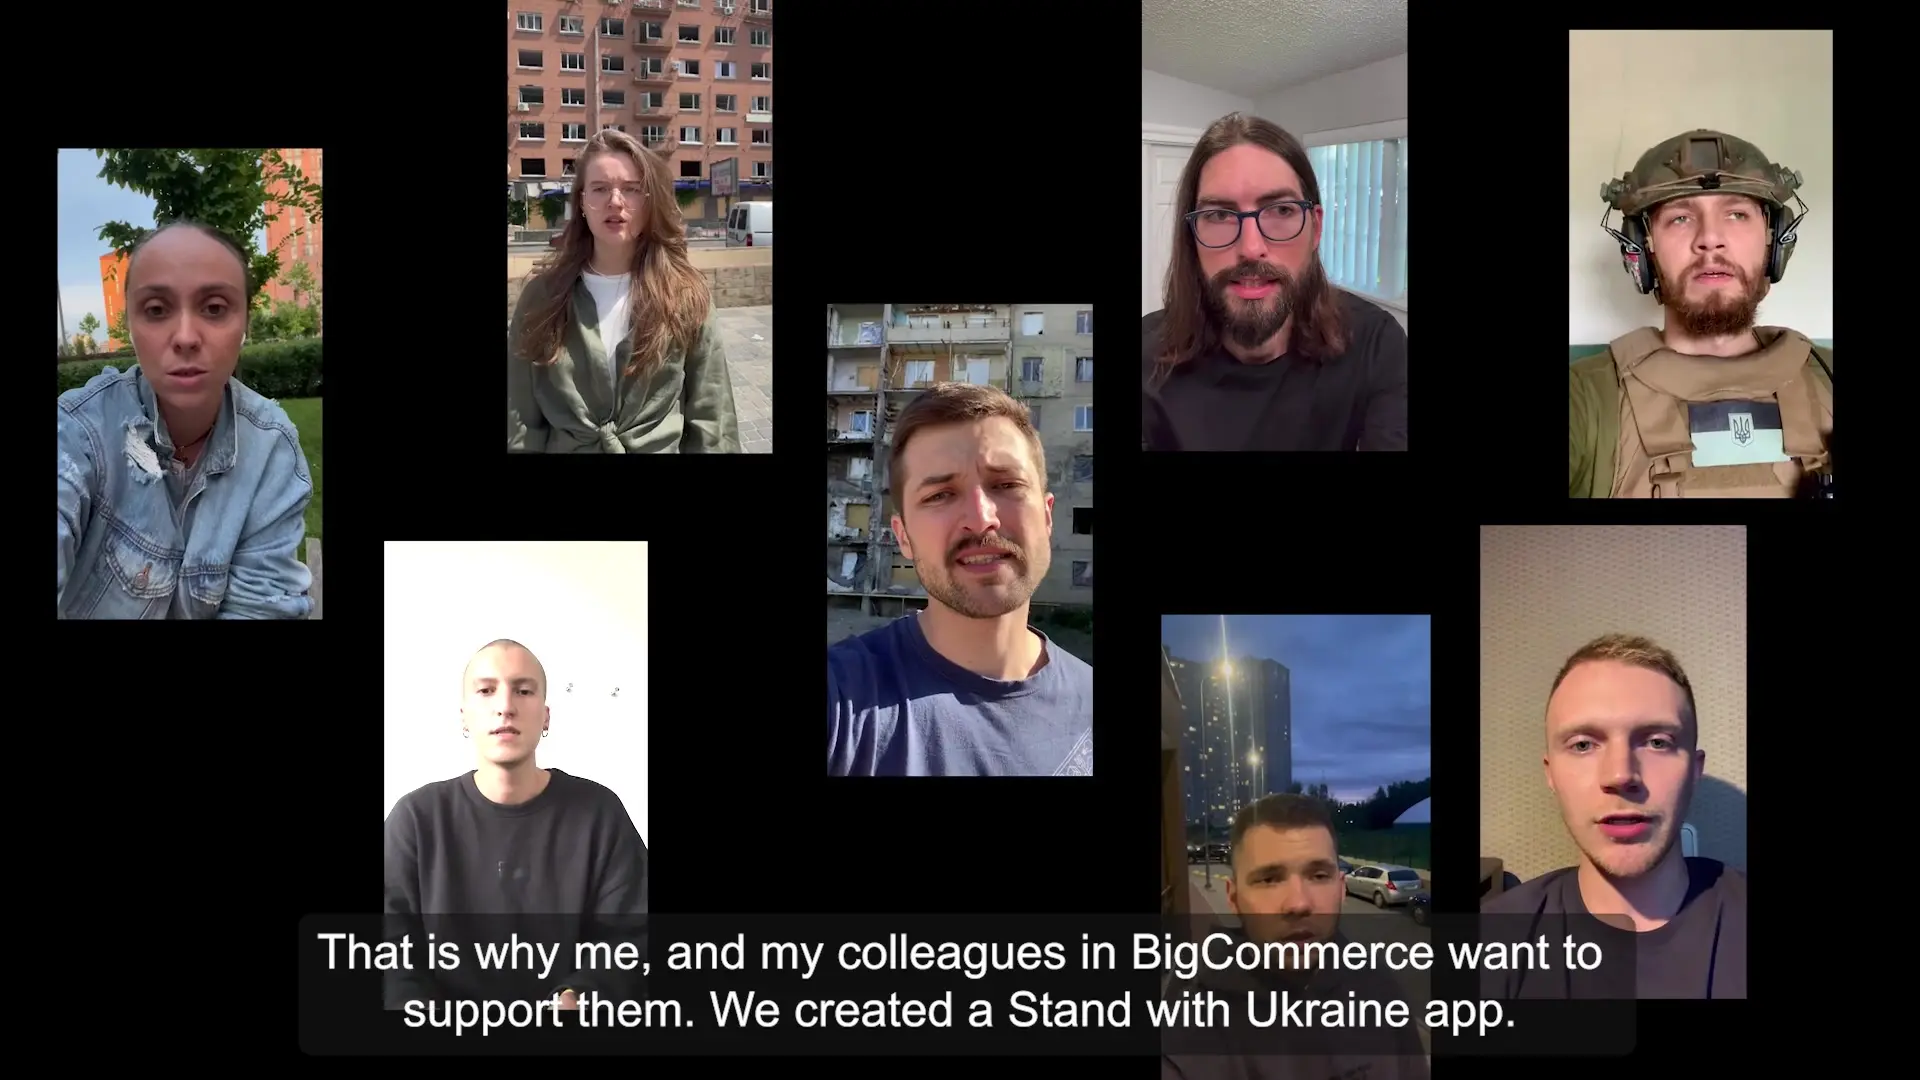 That is why me, and my colleagues in BigCommerce want to
support them. We created a Stand with Ukraine app.